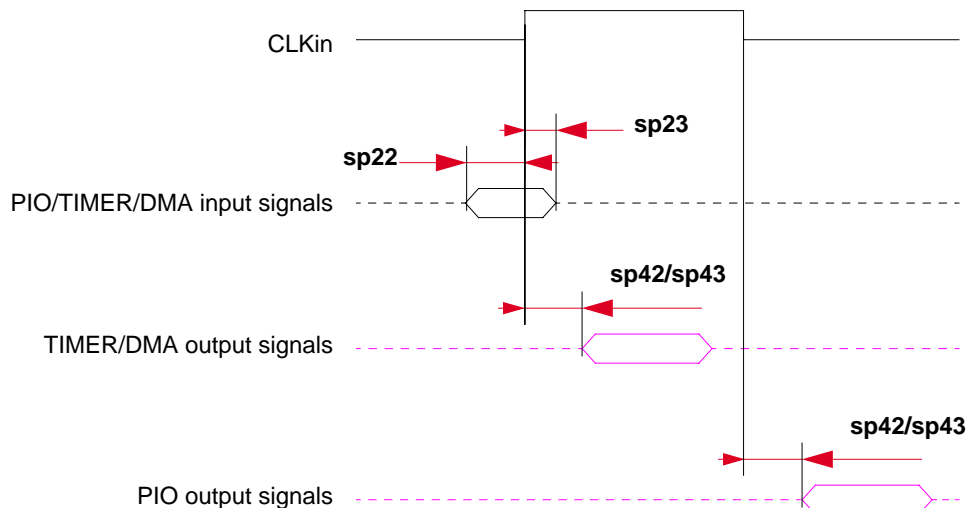 CLKin
sp23
sp22
PIO/TIMER/DMA input signals
sp42/sp43
TIMER/DMA output signals
sp42/sp43
PIO output signals